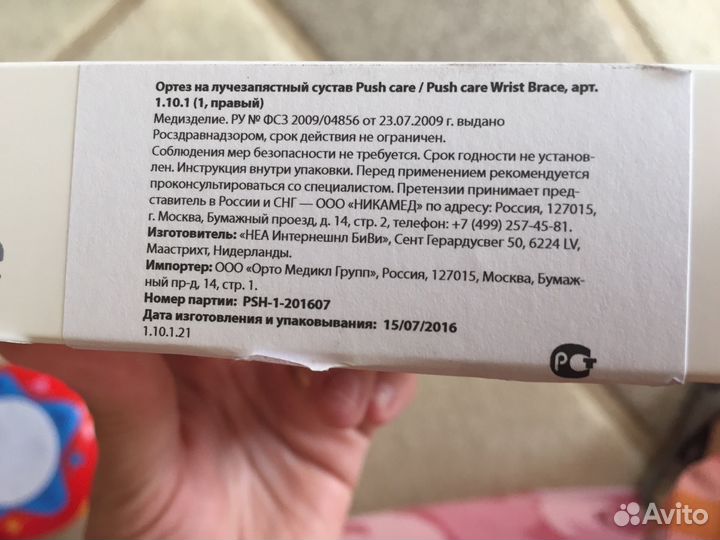 Ортез на лучезапястный сустав Push care / Push care Wrist Brace, арт.
1.10.1 (1, правый)
Медизделие. РУ № ФСЗ 2009/04856 от 23.07.2009 г. выдано
Росздравнадзором, срок действия не ограничен.
Соблюдения мер безопасности не требуется. Срок годности не установ-
лен. Инструкция внутри упаковки. Перед применением рекомендуется
проконсультироваться со специалистом. Претензии принимает пред-
ставитель в России и СНГ — ООО «НИКАМЕД» по адресу: Россия, 127015,
г. Москва, Бумажный проезд, д. 14, стр. 2, телефон: +7 (499) 257-45-81.
Изготовитель: «НЕА Интернешнл БиВи», Сент Герардусвег 50, 6224 LV,
Маастрихт, Нидерланды.
Импортер: ООО «Орто Медикл Групп», Россия, 127015, Москва, Бумаж-
ный пр-д, 14, стр. 1.
Номер партии: PSH-1-201607
Дата изготовления и упаковывания: 15/07/2016
1.10.1.21
РСТ
Avito